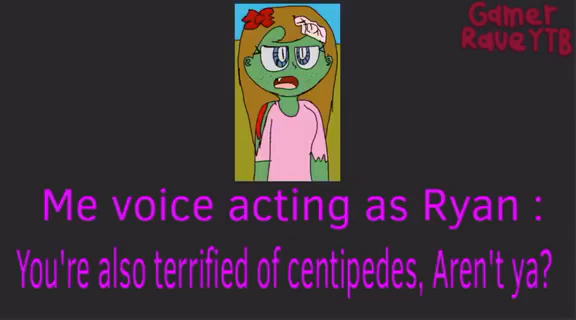 Gamer
RaveYTB
Me voice acting as Ryan :
You're also terrified of centipedes, Aren't ya?